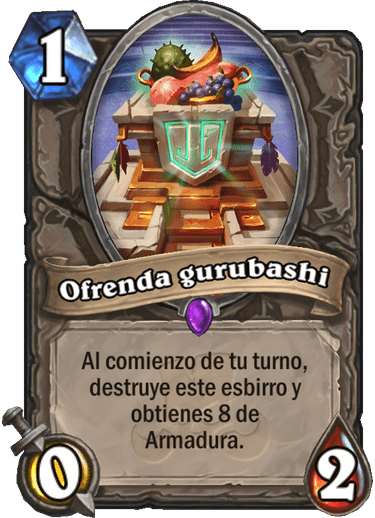 1
Ofrenda gurubashi
Al comienzo de tu turno,
destruye este esbirro y
obtienes 8 de
Armadura.
0
2